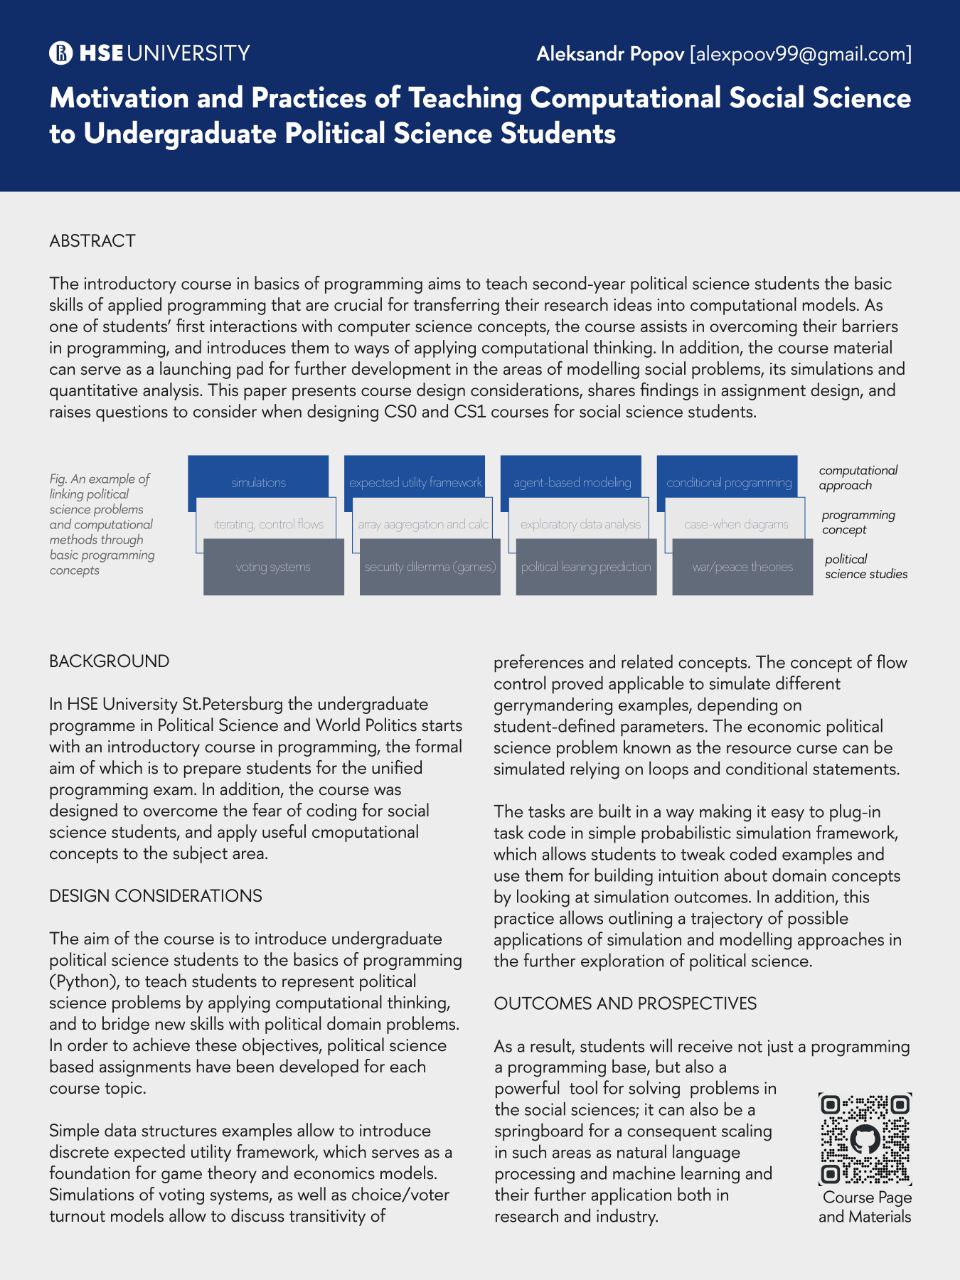 HSE UNIVERSITY
Aleksandr Popov [alexpoov99@gmail.com]
Motivation and Practices of Teaching Computational Social Science
to Undergraduate Political Science Students
ABSTRACT
The introductory course in basics of programming aims to teach second-year political science students the basic
skills of applied programming that are crucial for transferring their research ideas into computational models. As
one of students’ first interactions with computer science concepts, the course assists in overcoming their barriers
in programming, and introduces them to ways of applying computational thinking. In addition, the course material
can serve as a launching pad for further development in the areas of modelling social problems, its simulations and
quantitative analysis. This paper presents course design considerations, shares findings in assignment design, and
raises questions to consider when designing CS0 and CS1 courses for social science students.
Fig. An example of
linking political
science problems
and computational
methods through
basic programming
concepts
simulations
expected utility framework
agent-based modeling
conditional programming
computational
approach
iterating, control flows
array aagregation and calc
exploratory data analysis
case-when diagrams
programming
concept
voting systems
security dilemma (games)
political leaning prediction
war/peace theories
political
science studies
BACKGROUND
In HSE University St.Petersburg the undergraduate
programme in Political Science and World Politics starts
with an introductory course in programming, the formal
aim of which is to prepare students for the unified
programming exam. In addition, the course was
designed to overcome the fear of coding for social
science students, and apply useful cmoputational
concepts to the subject area.
DESIGN CONSIDERATIONS
The aim of the course is to introduce undergraduate
political science students to the basics of programming
(Python), to teach students to represent political
science problems by applying computational thinking,
and to bridge new skills with political domain problems.
In order to achieve these objectives, political science
based assignments have been developed for each
course topic.
Simple data structures examples allow to introduce
discrete expected utility framework, which serves as a
foundation for game theory and economics models.
Simulations of voting systems, as well as choice/voter
turnout models allow to discuss transitivity of
preferences and related concepts. The concept of flow
control proved applicable to simulate different
gerrymandering examples, depending on
student-defined parameters. The economic political
science problem known as the resource curse can be
simulated relying on loops and conditional statements.
The tasks are built in a way making it easy to plug-in
task code in simple probabilistic simulation framework,
which allows students to tweak coded examples and
use them for building intuition about domain concepts
by looking at simulation outcomes. In addition, this
practice allows outlining a trajectory of possible
applications of simulation and modelling approaches in
the further exploration of political science.
OUTCOMES AND PROSPECTIVES
As a result, students will receive not just a programming
a programming base, but also a
powerful tool for solving problems in
the social sciences; it can also be a
springboard for a consequent scaling
in such areas as natural language
processing and machine learning and
their further application both in
research and industry.
Course Page
and Materials